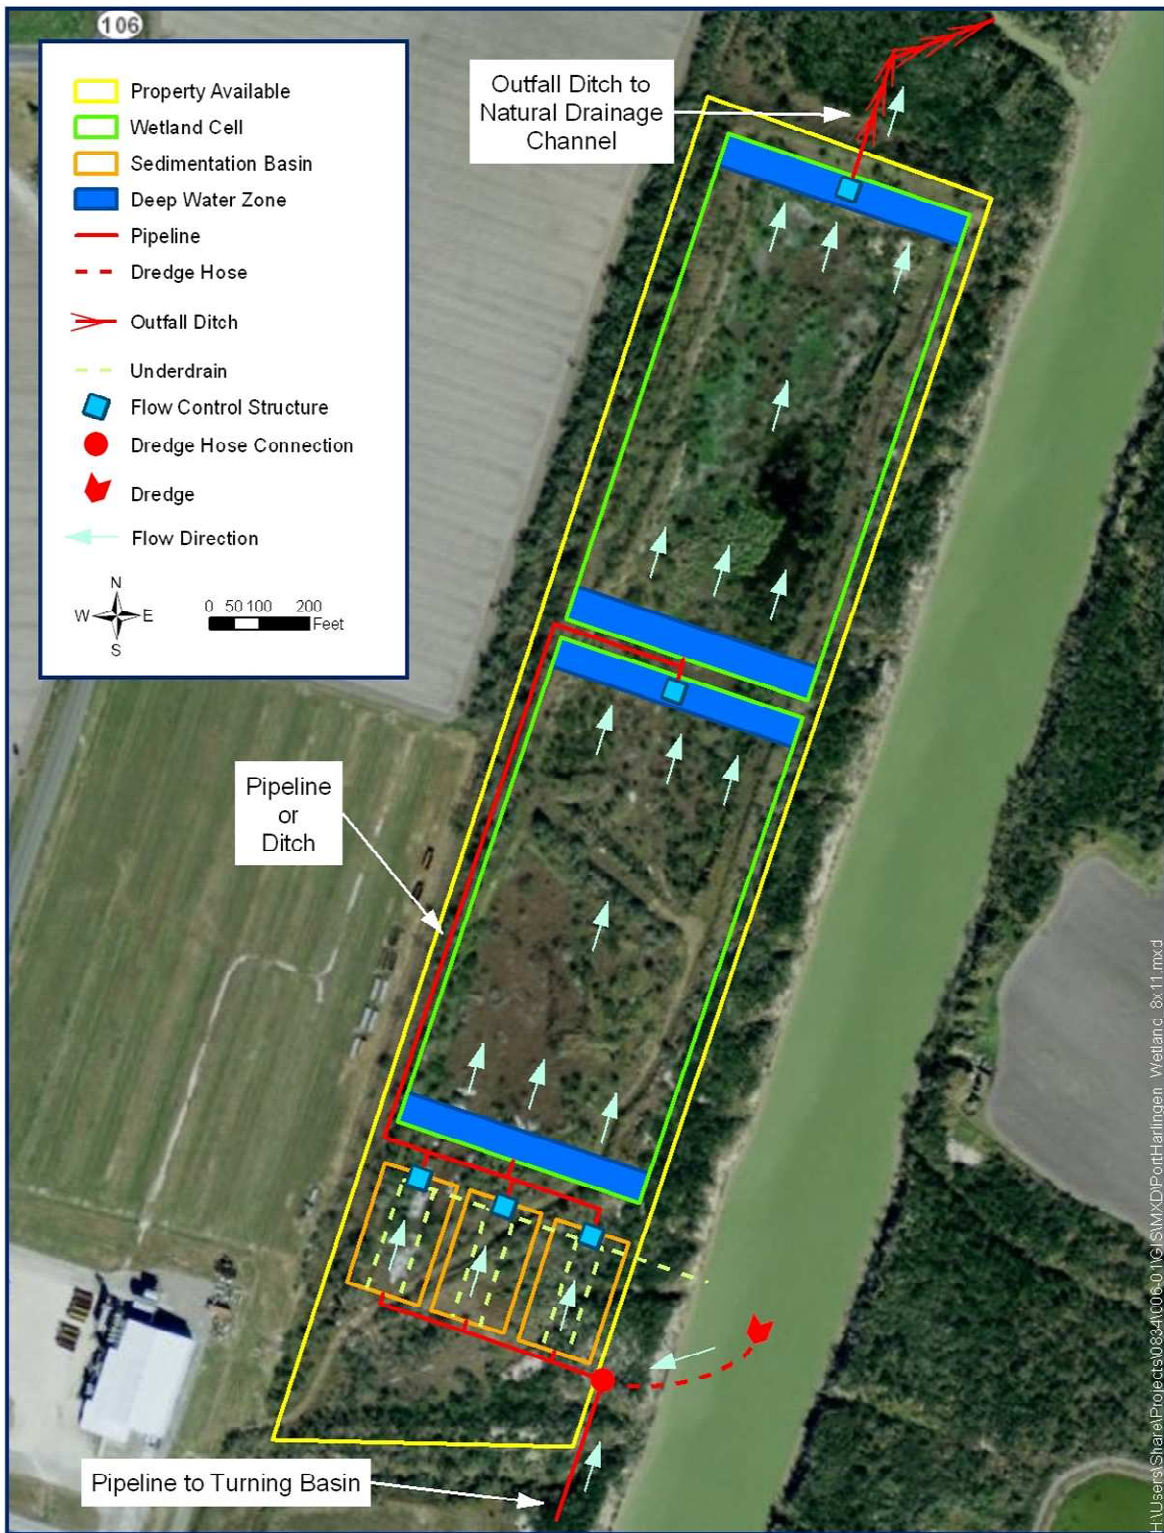 106
Property Available
Wetland Cell
Sedimentation Basin
Deep Water Zone
Pipeline
Dredge Hose
Outfall Ditch
Underdrain
Flow Control Structure
Dredge Hose Connection
Dredge
Flow Direction
N
W E
S
0 50 100 200
Feet
Outfall Ditch to
Natural Drainage
Channel
Pipeline
or
Ditch
Pipeline to Turning Basin
H:\Users\Share\Projects\0834\006-01\GIS\MXD\PortHarlingen_Wetland_8x11.mxd